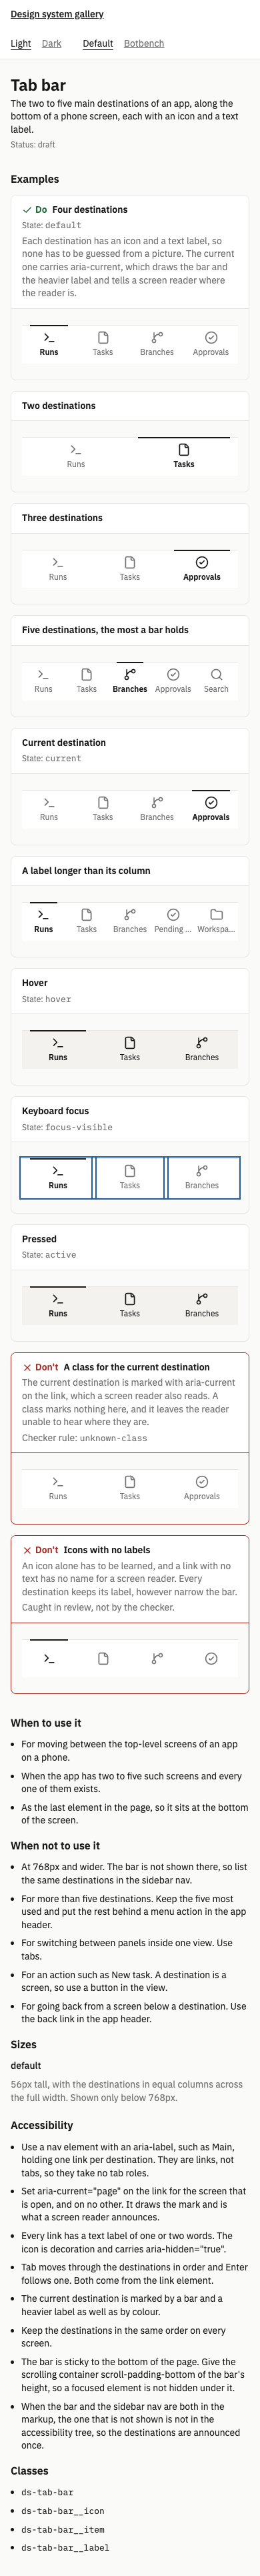 Design system gallery
Light Dark Default Botbench
Tab bar
The two to five main destinations of an app, along the
bottom of a phone screen, each with an icon and a text
label.
Status: draft
Examples
Do Four destinations
State: default
Each destination has an icon and a text label, so
none has to be guessed from a picture. The current
one carries aria-current, which draws the bar and
the heavier label and tells a screen reader where
the reader is.
Runs Tasks Branches Approvals
Two destinations
Runs Tasks
Three destinations
Runs Tasks Approvals
Five destinations, the most a bar holds
Runs Tasks Branches Approvals Search
Current destination
State: current
Runs Tasks Branches Approvals
A label longer than its column
Runs Tasks Branches Pending ... Workspa...
Hover
State: hover
Runs Tasks Branches
Keyboard focus
State: focus-visible
Runs Tasks Branches
Pressed
State: active
Runs Tasks Branches
Don't A class for the current destination
The current destination is marked with aria-current
on the link, which a screen reader also reads. A
class marks nothing here, and it leaves the reader
unable to hear where they are.
Checker rule: unknown-class
Runs Tasks Approvals
Don't Icons with no labels
An icon alone has to be learned, and a link with no
text has no name for a screen reader. Every
destination keeps its label, however narrow the bar.
Caught in review, not by the checker.
When to use it
For moving between the top-level screens of an app
on a phone.
When the app has two to five such screens and every
one of them exists.
As the last element in the page, so it sits at the bottom
of the screen.
When not to use it
At 768px and wider. The bar is not shown there, so list
the same destinations in the sidebar nav.
For more than five destinations. Keep the five most
used and put the rest behind a menu action in the app
header.
For switching between panels inside one view. Use
tabs.
For an action such as New task. A destination is a
screen, so use a button in the view.
For going back from a screen below a destination. Use
the back link in the app header.
Sizes
default
56px tall, with the destinations in equal columns across
the full width. Shown only below 768px.
Accessibility
Use a nav element with an aria-label, such as Main,
holding one link per destination. They are links, not
tabs, so they take no tab roles.
Set aria-current="page" on the link for the screen that
is open, and on no other. It draws the mark and is
what a screen reader announces.
Every link has a text label of one or two words. The
icon is decoration and carries aria-hidden="true".
Tab moves through the destinations in order and Enter
follows one. Both come from the link element.
The current destination is marked by a bar and a
heavier label as well as by colour.
Keep the destinations in the same order on every
screen.
The bar is sticky to the bottom of the page. Give the
scrolling container scroll-padding-bottom of the bar's
height, so a focused element is not hidden under it.
When the bar and the sidebar nav are both in the
markup, the one that is not shown is not in the
accessibility tree, so the destinations are announced
once.
Classes
ds-tab-bar
ds-tab-bar__icon
ds-tab-bar__item
ds-tab-bar__label